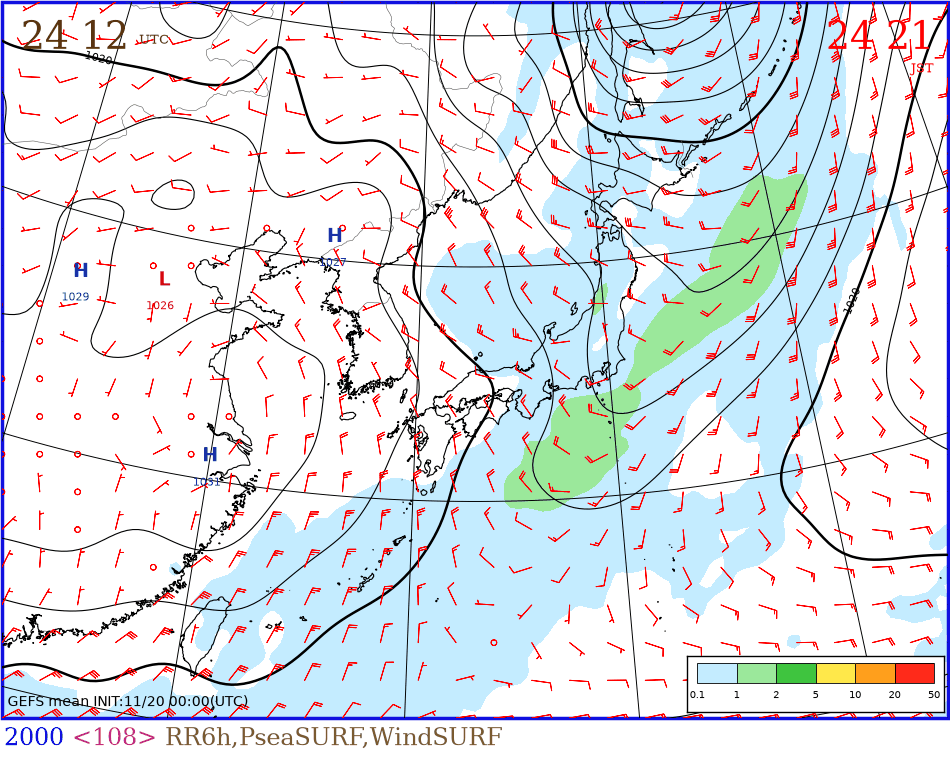 24 12 UTC
24 21
JST
1020
H
1027
H
1029
L
1026
1020
H
1031
GEFS mean INIT:11/20 00:00(UTC)
0.1 1 2 5 10 20 50
2000 <108> RR6h,PseaSURF,WindSURF